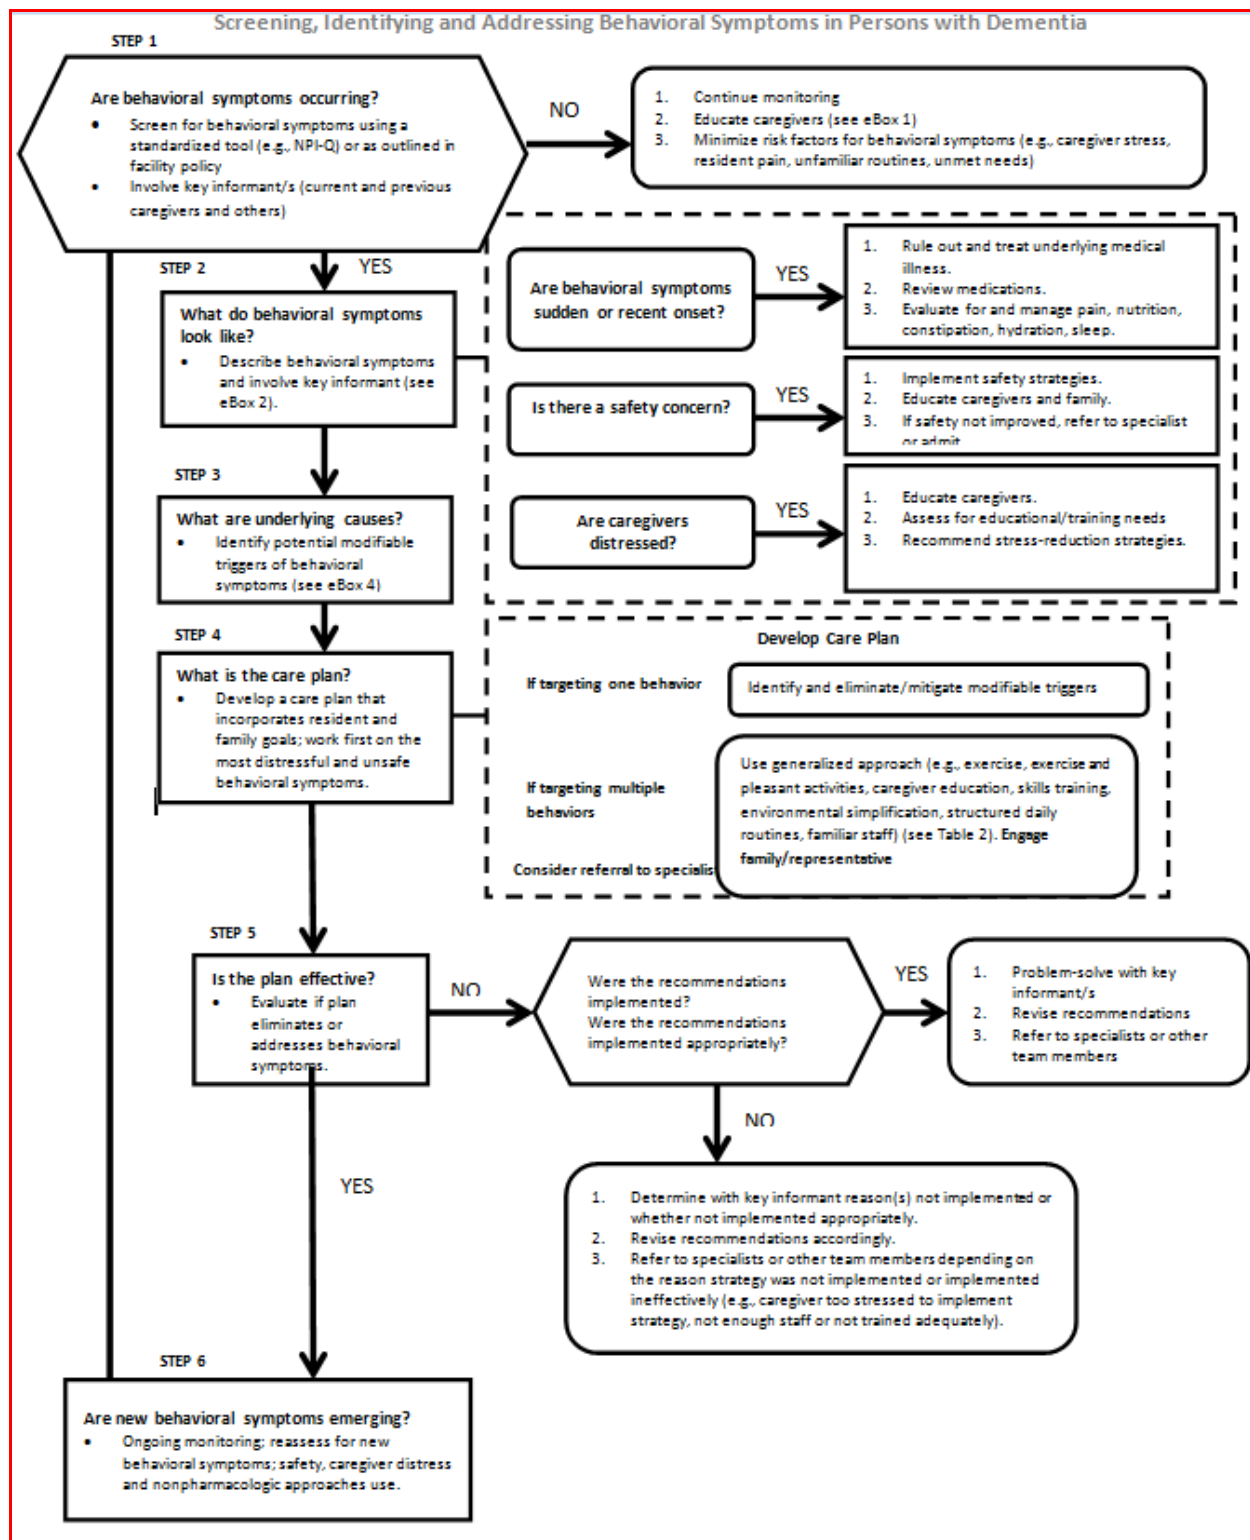 Screening, Identifying and Addressing Behavioral Symptoms in Persons with Dementia
STEP 1
Are behavioral symptoms occurring?
• Screen for behavioral symptoms using a
standardized tool (e.g., NPI-Q) or as outlined in
facility policy
• Involve key informant/s (current and previous
caregivers and others)
NO
1. Continue monitoring
2. Educate caregivers (see eBox 1)
3. Minimize risk factors for behavioral symptoms (e.g., caregiver stress,
resident pain, unfamiliar routines, unmet needs)
YES
STEP 2
What do behavioral symptoms
look like?
• Describe behavioral symptoms
and involve key informant (see
eBox 2).
Are behavioral symptoms
sudden or recent onset?
YES
1. Rule out and treat underlying medical
illness.
2. Review medications.
3. Evaluate for and manage pain, nutrition,
constipation, hydration, sleep.
Is there a safety concern?
YES
1. Implement safety strategies.
2. Educate caregivers and family.
3. If safety not improved, refer to specialist
or admit
Are caregivers
distressed?
YES
1. Educate caregivers.
2. Assess for educational/training needs
3. Recommend stress-reduction strategies.
STEP 3
What are underlying causes?
• Identify potential modifiable
triggers of behavioral
symptoms (see eBox 4)
STEP 4
What is the care plan?
• Develop a care plan that
incorporates resident and
family goals; work first on the
most distressful and unsafe
behavioral symptoms.
Develop Care Plan
If targeting one behavior
Identify and eliminate/mitigate modifiable triggers
If targeting multiple
behaviors
Use generalized approach (e.g., exercise, exercise and
pleasant activities, caregiver education, skills training,
environmental simplification, structured daily
routines, familiar staff) (see Table 2). Engage
family/representative
Consider referral to specialist
STEP 5
Is the plan effective?
• Evaluate if plan
eliminates or
addresses behavioral
symptoms.
NO
Were the recommendations
implemented?
Were the recommendations
implemented appropriately?
YES
1. Problem-solve with key
informant/s
2. Revise recommendations
3. Refer to specialists or other
team members
NO
1. Determine with key informant reason(s) not implemented or
whether not implemented appropriately.
2. Revise recommendations accordingly.
3. Refer to specialists or other team members depending on
the reason strategy was not implemented or implemented
ineffectively (e.g., caregiver too stressed to implement
strategy, not enough staff or not trained adequately).
YES
STEP 6
Are new behavioral symptoms emerging?
• Ongoing monitoring; reassess for new
behavioral symptoms; safety, caregiver distress
and nonpharmacologic approaches use.